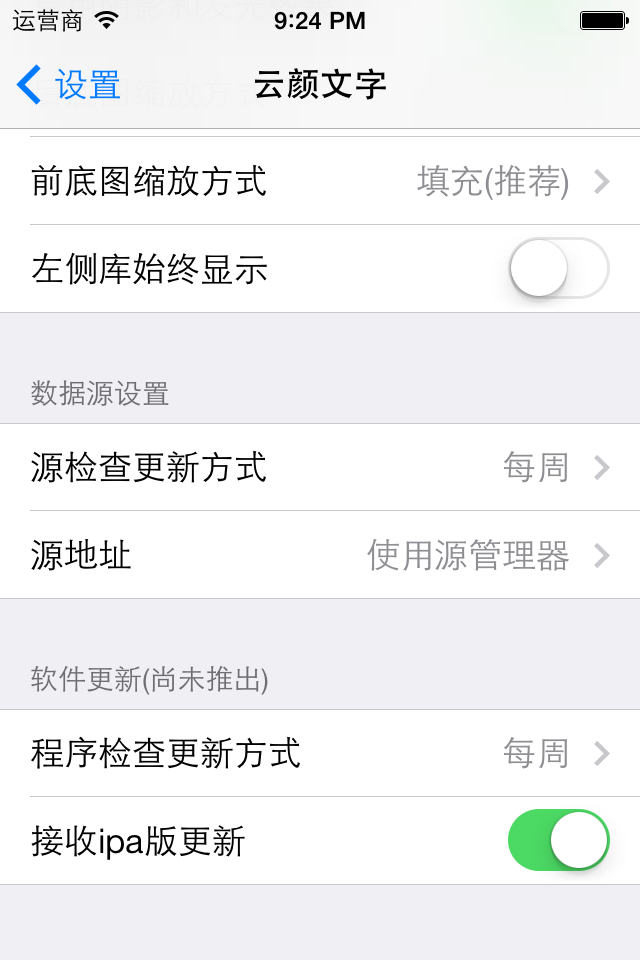 运营商 9:24 PM
设置 云颜文字
前底图缩放方式 填充(推荐)
左侧库始终显示
数据源设置
源检查更新方式 每周
源地址 使用源管理器
软件更新(尚未推出)
程序检查更新方式 每周
接收ipa版更新